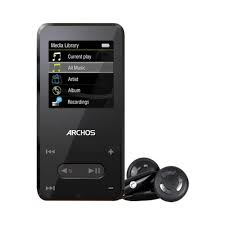 Media Library
Current play
All Music
Artist
Album
Recordings
ARCHOS